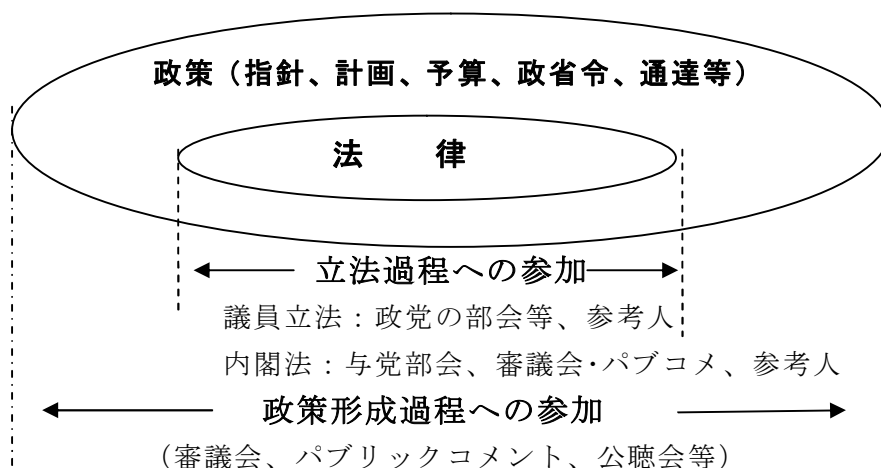 政策（指針、計画、予算、政省令、通達等）
法　律
立法過程への参加
議員立法：政党の部会等、参考人
内閣法：与党部会、審議会･パブコメ、参考人
政策形成過程への参加
（審議会、パブリックコメント、公聴会等）